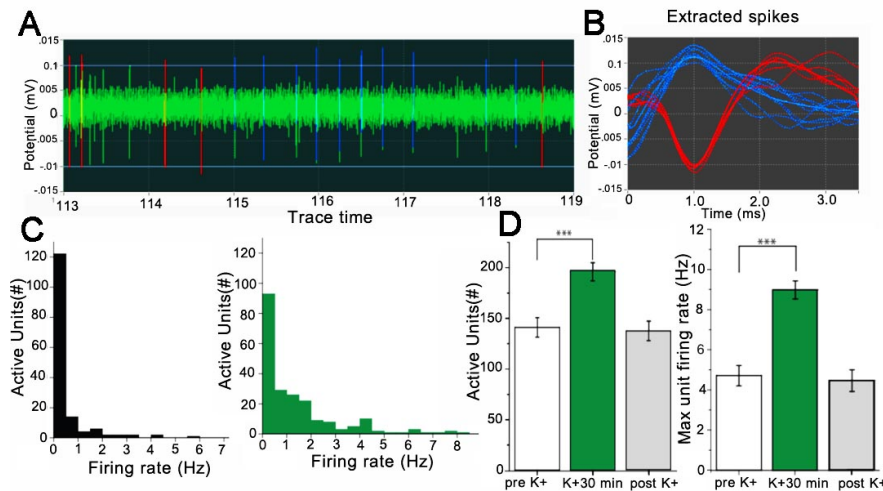 A
.015
0.1
.005
0
0.005
-.01
-.015
Potential (mV)
113 114 115 116 117 118 119
Trace time
B
Extracted spikes
.015
0.1
.005
0
0.005
-.01
.015
Potential (mV)
0 1.0 2.0 3.0
Time (ms)
C
120
100
80
60
40
20
0
Active Units(#)
0 1 2 3 4 5 6 7
Firing rate (Hz)
120
100
80
60
40
20
0
Active Units(#)
0 1 2 3 4 5 6 7 8
Firing rate (Hz)
D
***
200
150
100
50
0
Active Units(#)
pre K+ K+30 min post K+
***
12
10
8
6
4
2
0
Max unit firing rate (Hz)
pre K+ K+30 min post K+